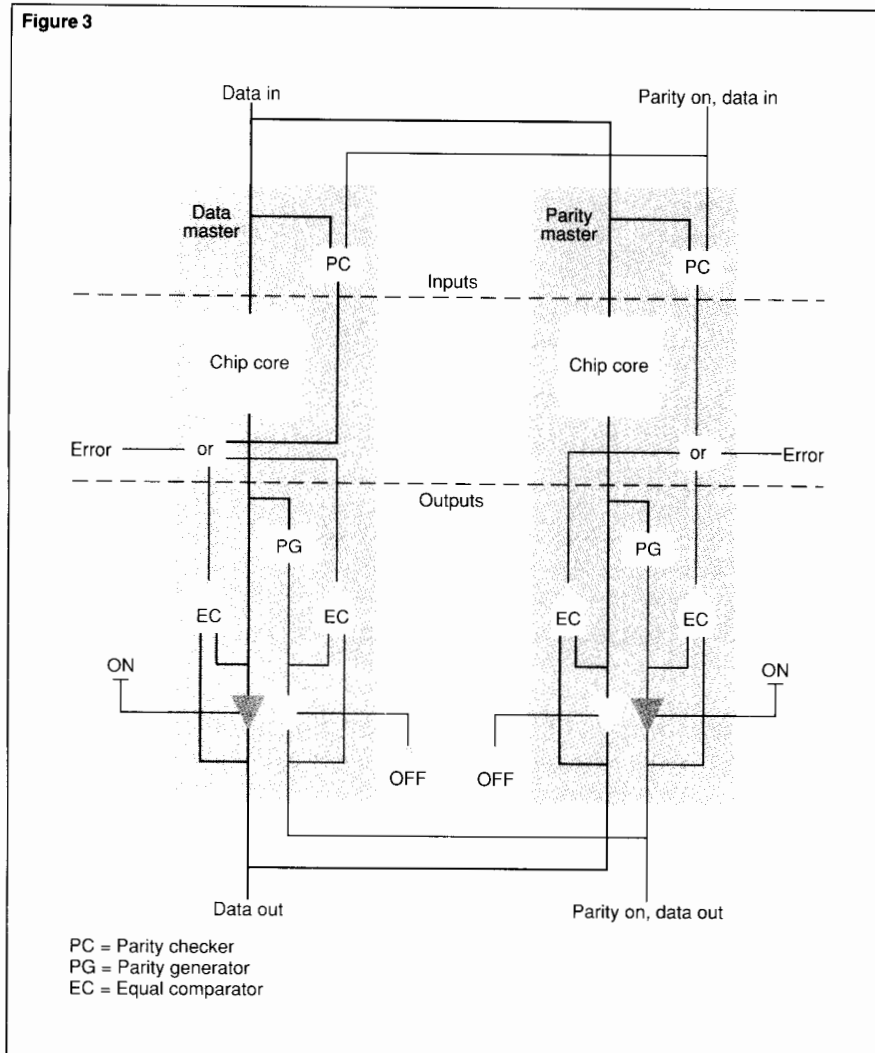 Figure 3
Data in
Parity on, data in
Data
master
Parity
master
PC
PC
Inputs
Chip core
Chip core
Error
or
or
Error
Outputs
PG
PG
EC
EC
EC
EC
ON
ON
OFF
OFF
Data out
Parity on, data out
PC = Parity checker
PG = Parity generator
EC = Equal comparator